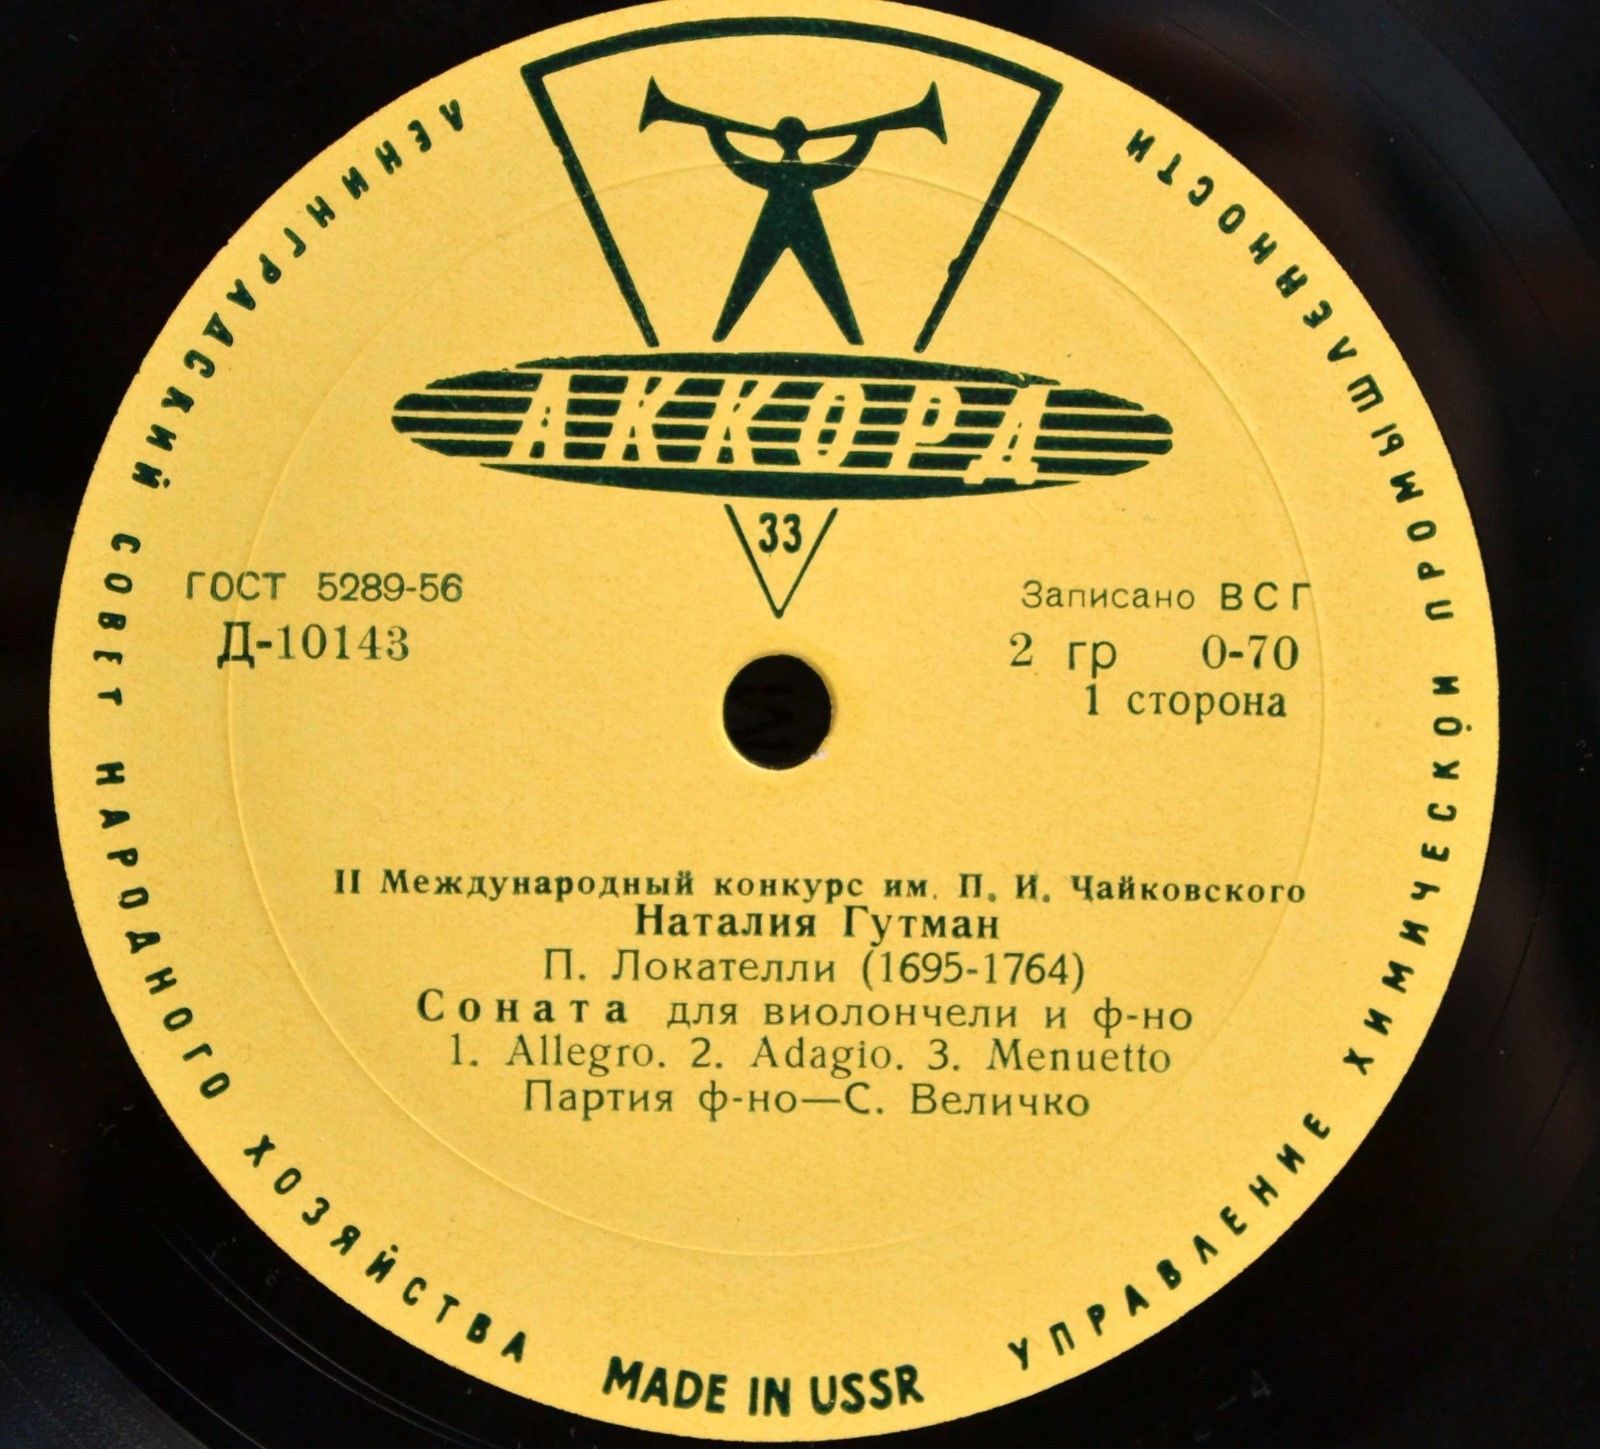 ЛЕНИНГРАДСКИЙ СОВЕТ НАРОДНОГО ХОЗЯЙСТВА
УПРАВЛЕНИЕ ХИМИЧЕСКОЙ ПРОМЫШЛЕННОСТИ
АККОРД
33
ГОСТ 5289-56
Д-10143
Записано ВСГ
2 гр 0-70
1 сторона
II Международный конкурс им. П. И. Чайковского
Наталия Гутман
П. Локателли (1695-1764)
Соната для виолончели и ф-но
1. Allegro. 2. Adagio. 3. Menuetto
Партия ф-но—С. Величко
MADE IN USSR